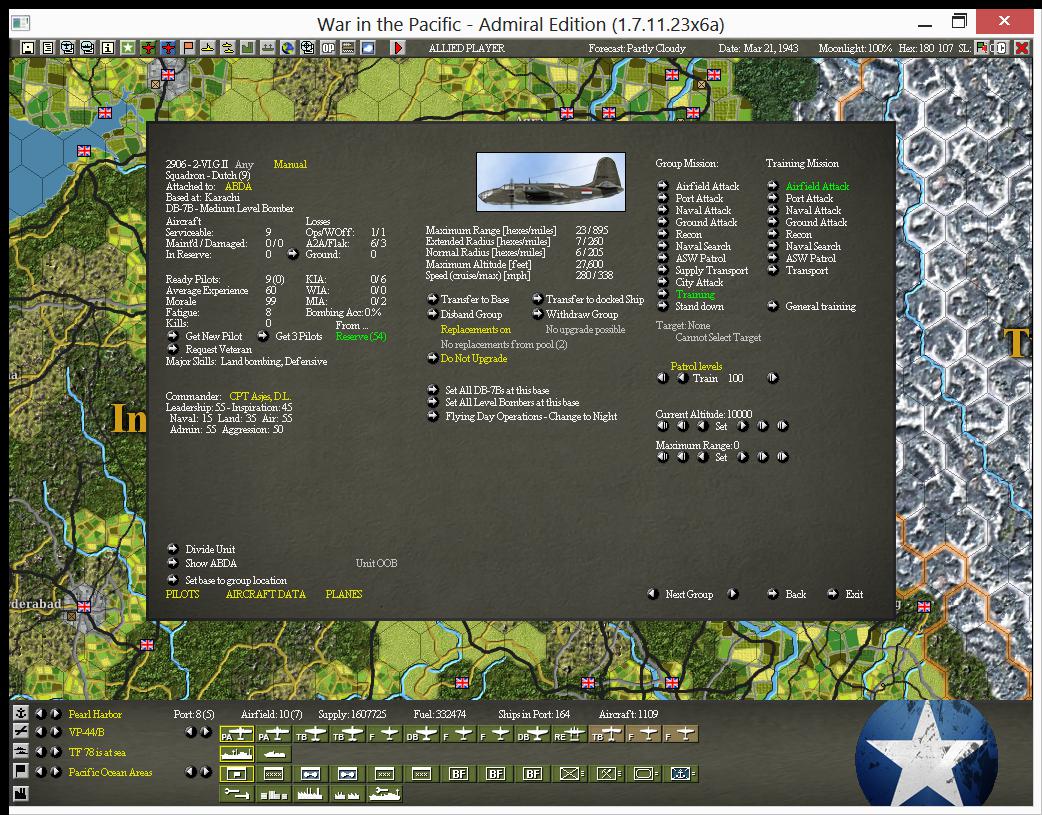 War in the Pacific - Admiral Edition (1.7.11.23x6a)
ALLIED PLAYER Forecast: Partly Cloudy Date: Mar 21, 1943 Moonlight: 100% Hex: 180 107 SL:
2906 - 2-Vl.G.II Any Manual
Squadron - Dutch (9)
Attached to: ABDA
Based at: Karachi
DB-7B - Medium Level Bomber
Aircraft Losses
Serviceable: 9 Ops/WOff: 1/1
Maint'd / Damaged: 0/0 A2A/Flak: 6/3
In Reserve: 0 Ground: 0
Ready Pilots: 9(0) KIA: 0/6
Average Experience 60 WIA: 0/0
Morale 99 MIA: 0/2
Fatigue: 8 Bombing Acc: 0.%
Kills: 0 From ...
Get New Pilot Get 3 Pilots Reserve (54)
Request Veteran
Major Skills: Land bombing, Defensive
Commander: CPT Asjes, D.L.
Leadership: 55 - Inspiration: 45
Naval: 15 Land: 35 Air: 55
Admin: 55 Aggression: 50
Divide Unit
Show ABDA Unit OOB
Set base to group location
PILOTS AIRCRAFT DATA PLANES
Maximum Range [hexes/miles] 23/895
Extended Radius [hexes/miles] 7/260
Normal Radius [hexes/miles] 6/205
Maximum Altitude [feet] 27,600
Speed (cruise/max) [mph] 280/338
Transfer to Base Transfer to docked Ship
Disband Group Withdraw Group
Replacements on No upgrade possible
No replacements from pool (2)
Do Not Upgrade
Set All DB-7Bs at this base
Set All Level Bombers at this base
Flying Day Operations - Change to Night
Group Mission: Training Mission
Airfield Attack Airfield Attack
Port Attack Port Attack
Naval Attack Naval Attack
Ground Attack Ground Attack
Recon Recon
Naval Search Naval Search
ASW Patrol ASW Patrol
Supply Transport Transport
City Attack
Training
Stand down General training
Target: None
Cannot Select Target
Patrol levels
Train 100
Current Altitude: 10000
Set
Maximum Range: 0
Set
Next Group Back Exit
In
T
derabad
Pearl Harbor Port: 8 (5) Airfield: 10 (7) Supply: 1607725 Fuel: 332474 Ships in Port: 164 Aircraft: 1109
VP-44/B PA PA TB TB F DB F F DB RE TB F F
TF 78 is at sea
Pacific Ocean Areas BF BF BF